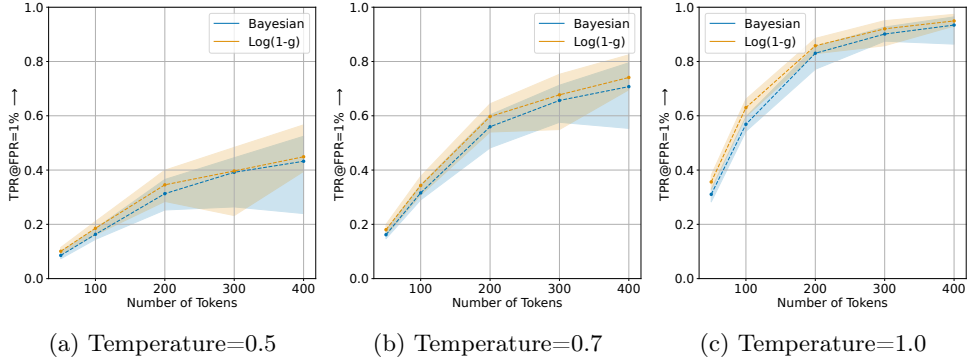 1.0
0.8
0.6
0.4
0.2
0.0
TPR@FPR=1% →
100 200 300 400
Number of Tokens
Bayesian
Log(1-g)
(a) Temperature=0.5
1.0
0.8
0.6
0.4
0.2
0.0
TPR@FPR=1% →
100 200 300 400
Number of Tokens
Bayesian
Log(1-g)
(b) Temperature=0.7
1.0
0.8
0.6
0.4
0.2
0.0
TPR@FPR=1% →
100 200 300 400
Number of Tokens
Bayesian
Log(1-g)
(c) Temperature=1.0